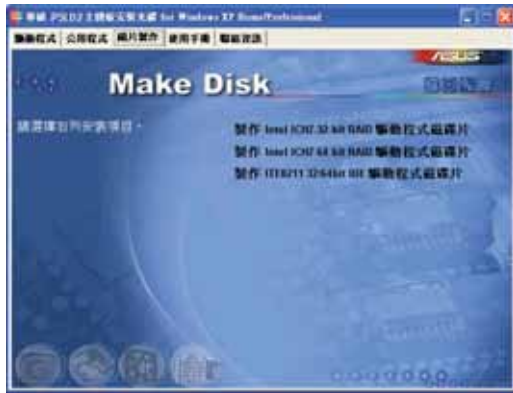 華碩 P5LD2 主機板安裝光碟 for Windows XP Home/Professional
驅動程式 公用程式 磁片製作 使用手冊 聯絡資訊
ASUS
Make Disk
請選擇右列安裝項目。
製作 Intel ICH7 32 bit RAID 驅動程式磁碟片
製作 Intel ICH7 64 bit RAID 驅動程式磁碟片
製作 ITE8211 32/64bit 驅動程式磁碟片